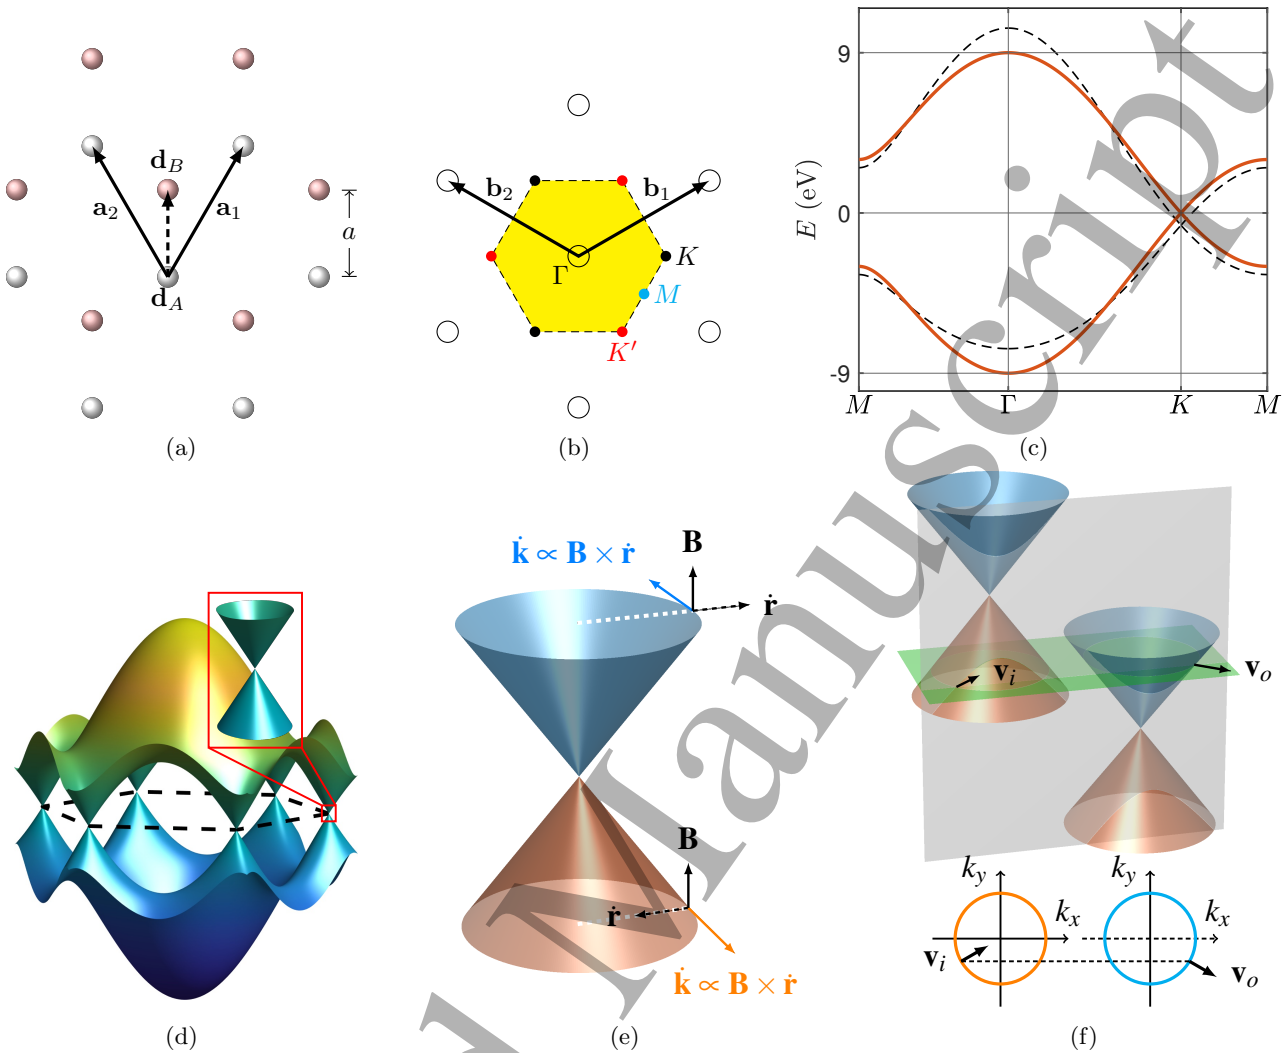 d_B
a_2
a_1
a
d_A
(a)
b_2
b_1
Γ
K
M
K′
(b)
E (eV)
9
0
-9
M
Γ
K
M
(c)
(d)
B
k̇ ∝ B × ṙ
ṙ
B
ṙ
k̇ ∝ B × ṙ
(e)
v_i
v_o
k_y
k_x
v_i
k_y
k_x
v_o
(f)
Manuscript